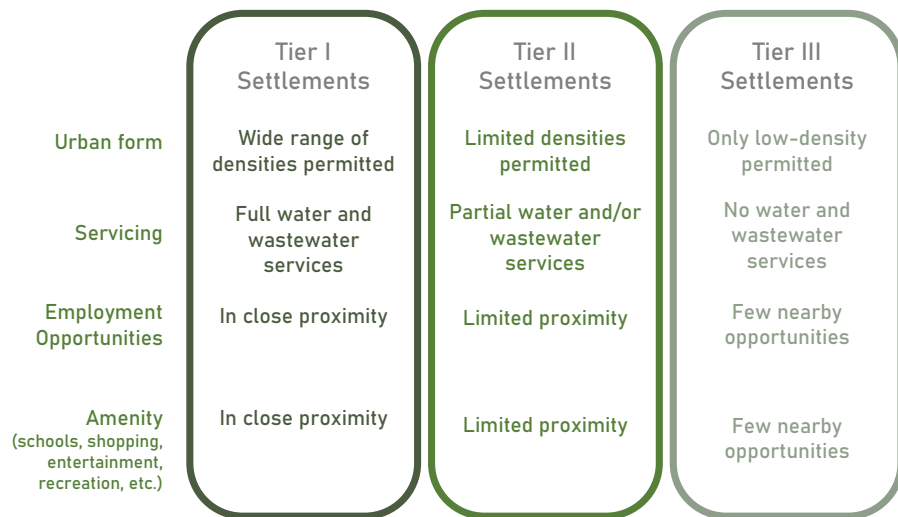 Tier I
Settlements
Tier II
Settlements
Tier III
Settlements
Urban form
Wide range of
densities permitted
Limited densities
permitted
Only low-density
permitted
Servicing
Full water and
wastewater
services
Partial water and/or
wastewater
services
No water and
wastewater
services
Employment
Opportunities
In close proximity
Limited proximity
Few nearby
opportunities
Amenity
(schools, shopping,
entertainment,
recreation, etc.)
In close proximity
Limited proximity
Few nearby
opportunities